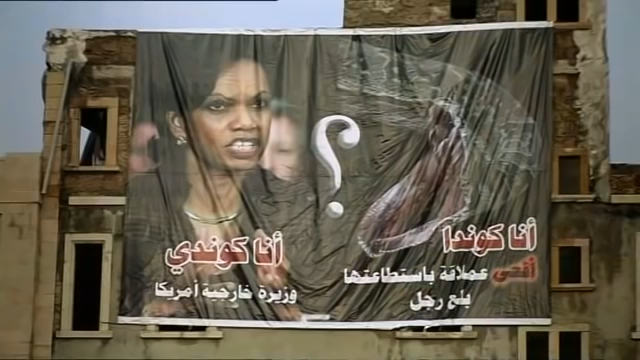 ؟
أنا كوندا
أفعى عملاقة باستطاعتها
بلع رجل
أنا كوندي
وزيرة خارجية أمريكا